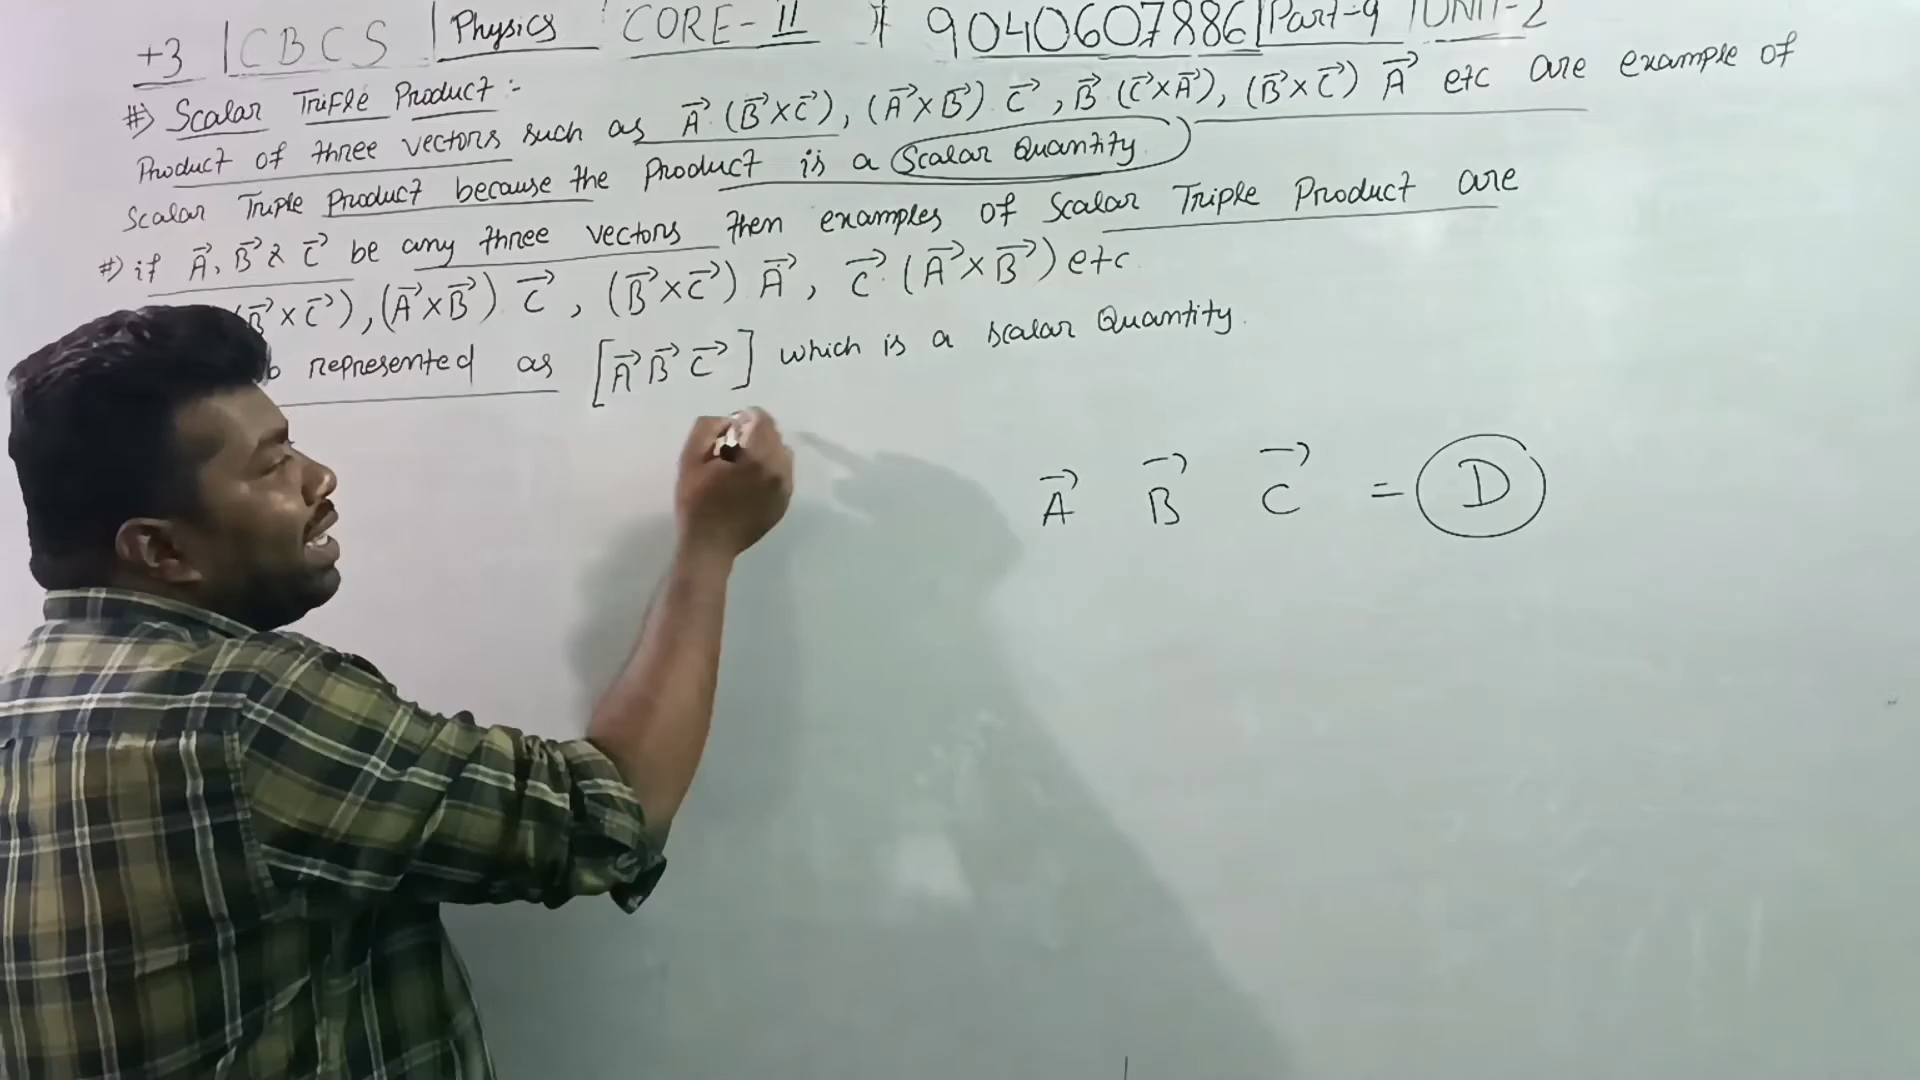 +3 | CBCS | Physics CORE-II 9040607886 | Part-9 | UNIT-2
#) Scalar Trifle Product :-
Product of three vectors such as A⃗.(B⃗×C⃗), (A⃗×B⃗).C⃗, B⃗.(C⃗×A⃗), (B⃗×C⃗).A⃗ etc are example of
Scalar Triple Product because the Product is a Scalar Quantity
#) if A⃗, B⃗ & C⃗ be any three vectors then examples of Scalar Triple Product are
B⃗×C⃗), (A⃗×B⃗).C⃗, (B⃗×C⃗).A⃗, C⃗.(A⃗×B⃗) etc
represented as [A⃗ B⃗ C⃗] which is a scalar Quantity.
A⃗ B⃗ C⃗ = D